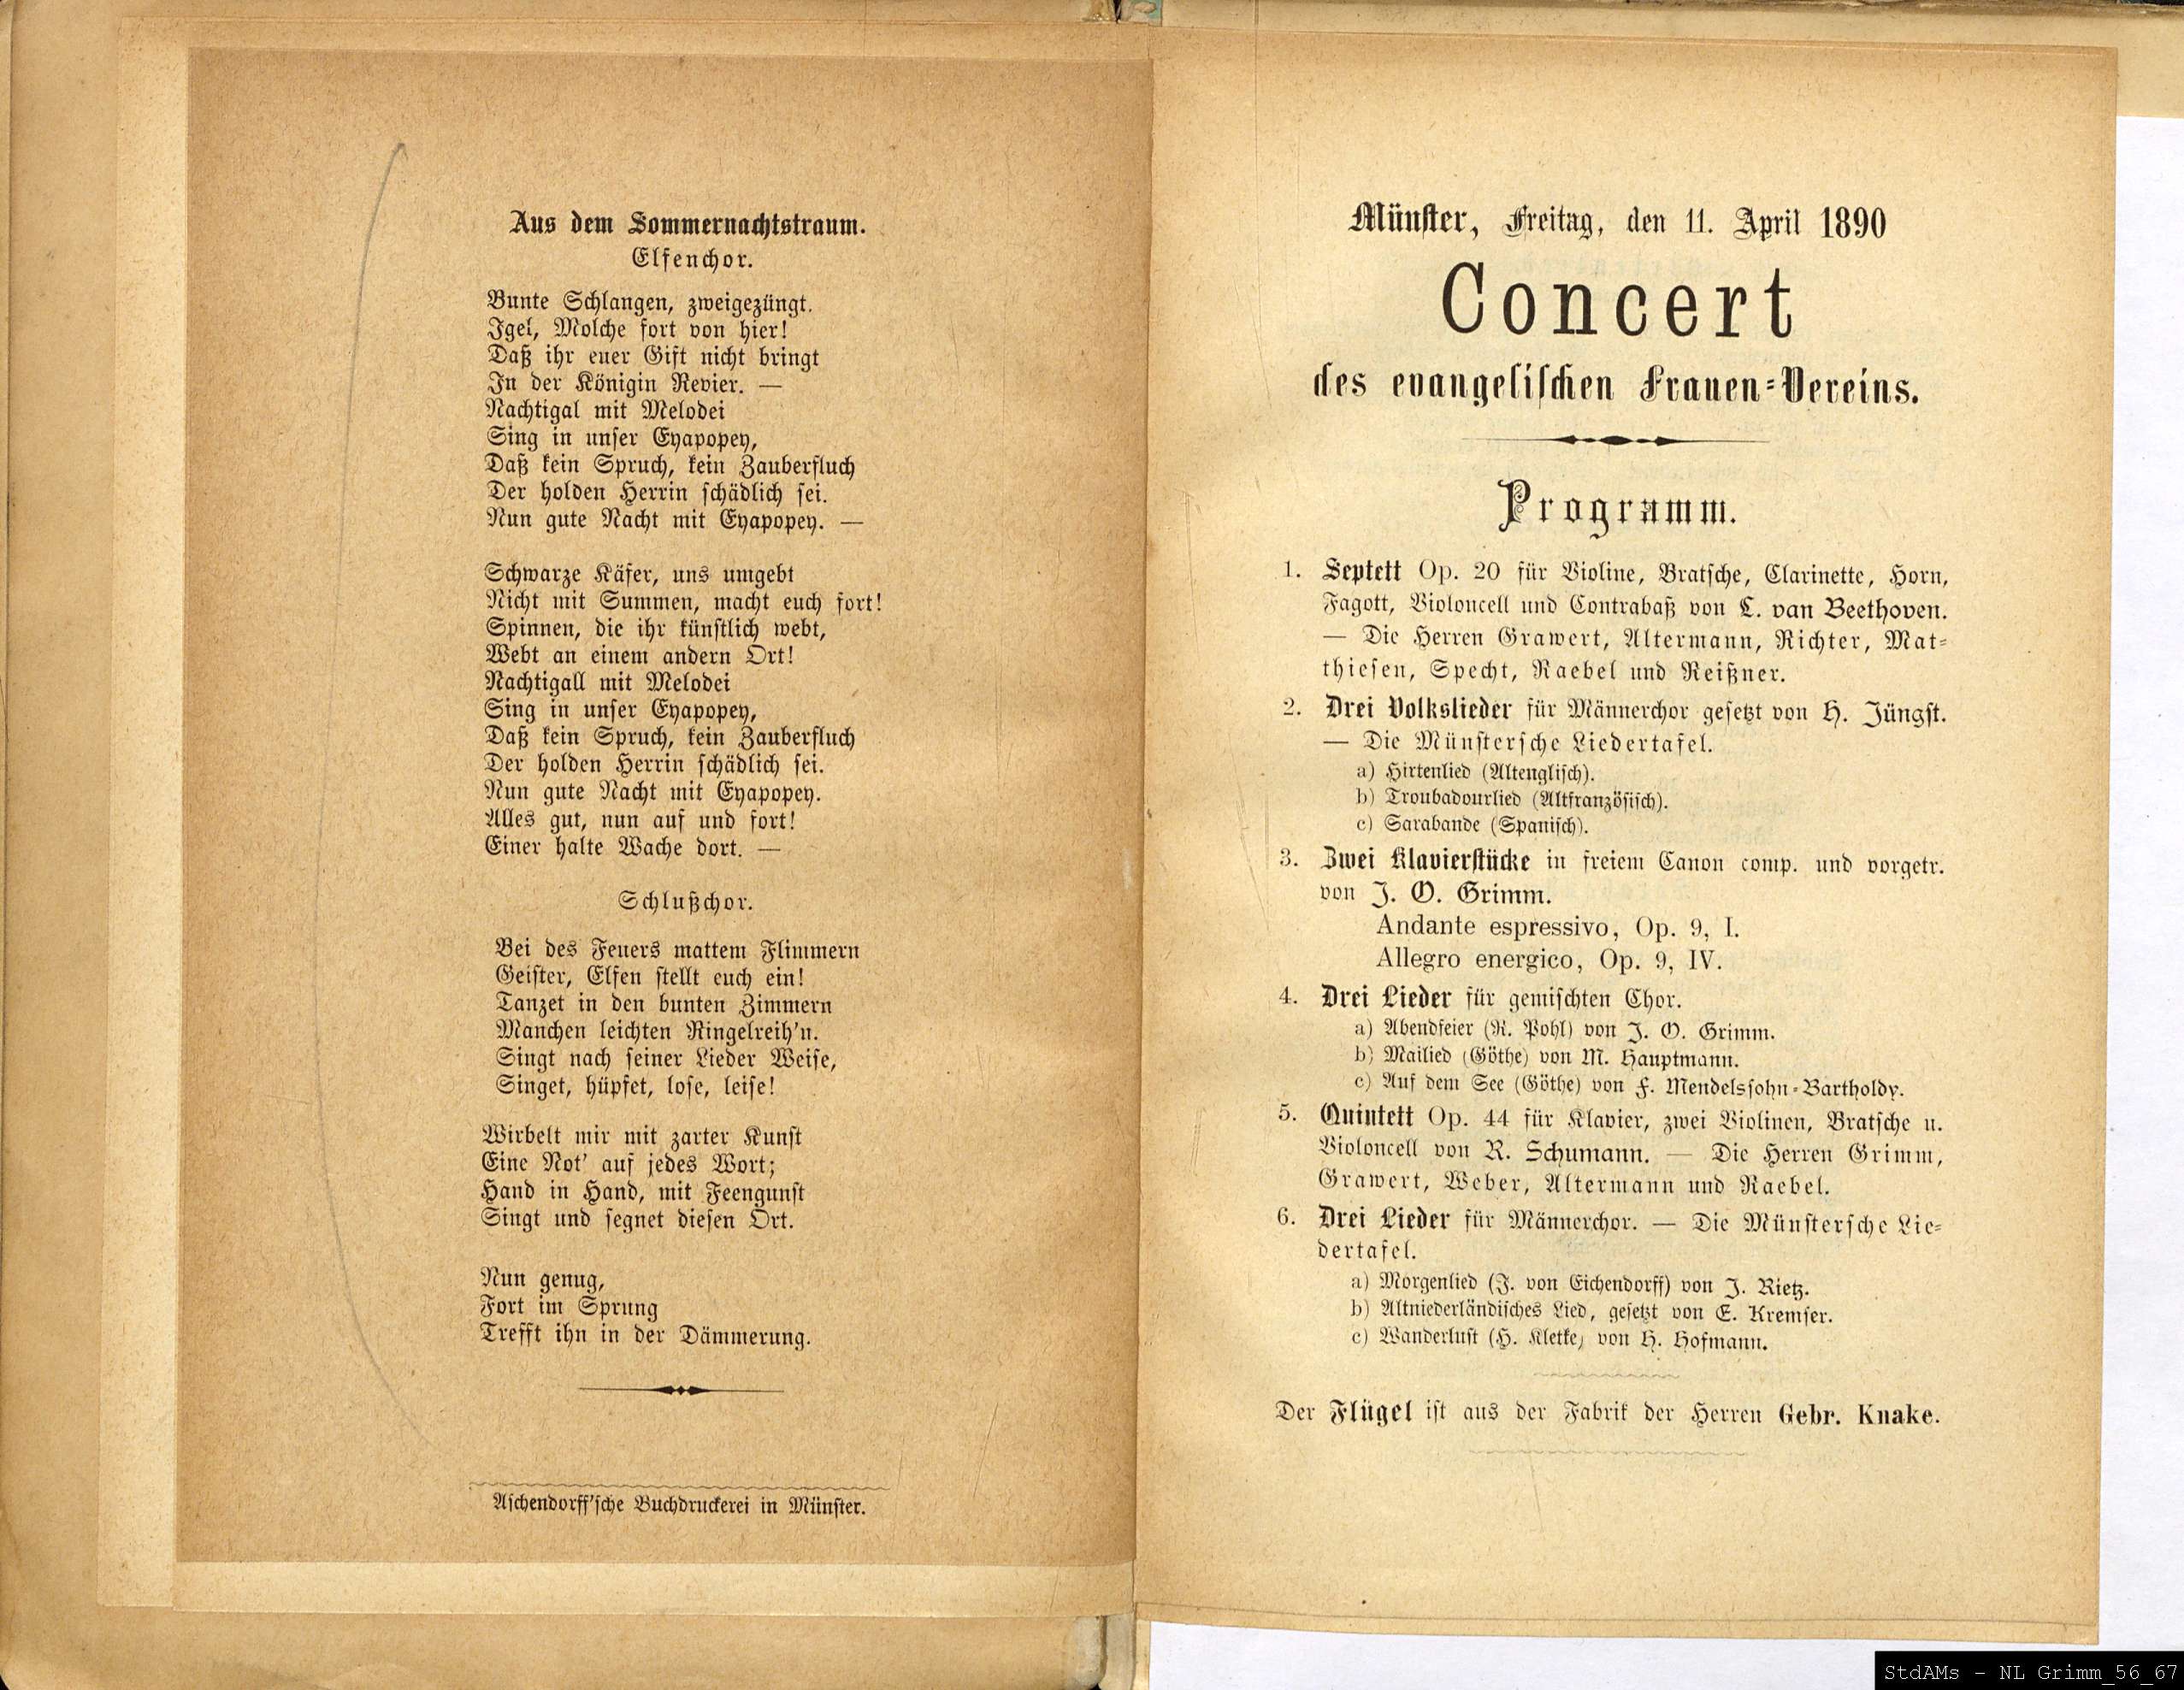 Aus dem Sommernachtstraum.
Elfenchor.
Bunte Schlangen, zweigezüngt.
Igel, Molche fort von hier!
Daß ihr euer Gift nicht bringt
In der Königin Revier. —
Nachtigal mit Melodei
Sing in unser Eyapopey,
Daß kein Spruch, kein Zauberfluch
Der holden Herrin schädlich sei.
Nun gute Nacht mit Eyapopey. —
Schwarze Käfer, uns umgebt
Nicht mit Summen, macht euch fort!
Spinnen, die ihr künstlich webt,
Webt an einem andern Ort!
Nachtigall mit Melodei
Sing in unser Eyapopey,
Daß kein Spruch, kein Zauberfluch
Der holden Herrin schädlich sei.
Nun gute Nacht mit Eyapopey.
Alles gut, nun auf und fort!
Einer halte Wache dort. —
Schlußchor.
Bei des Feuers mattem Flimmern
Geister, Elfen stellt euch ein!
Tanzet in den bunten Zimmern
Manchen leichten Ringelreih'n.
Singt nach seiner Lieder Weise,
Singet, hüpfet, lose, leise!
Wirbelt mir mit zarter Kunst
Eine Not' auf jedes Wort;
Hand in Hand, mit Feengunst
Singt und segnet diesen Ort.
Nun genug,
Fort im Sprung
Trefft ihn in der Dämmerung.
Aschendorff'sche Buchdruckerei in Münster.
Münster, Freitag, den 11. April 1890
Concert
des evangelischen Frauen-Vereins.
Programm.
1. Septett Op. 20 für Violine, Bratsche, Clarinette, Horn,
Fagott, Violoncell und Contrabaß von L. van Beethoven.
— Die Herren Grawert, Altermann, Richter, Mat-
thiesen, Specht, Raebel und Reißner.
2. Drei Volkslieder für Männerchor gesetzt von H. Jüngst.
— Die Münstersche Liedertafel.
a) Hirtenlied (Altenglisch).
b) Troubadourlied (Altfranzösisch).
c) Sarabande (Spanisch).
3. Zwei Klavierstücke in freiem Canon comp. und vorgetr.
von J. O. Grimm.
Andante espressivo, Op. 9, I.
Allegro energico, Op. 9, IV.
4. Drei Lieder für gemischten Chor.
a) Abendfeier (R. Pohl) von J. O. Grimm.
b) Mailied (Göthe) von M. Hauptmann.
c) Auf dem See (Göthe) von F. Mendelssohn-Bartholdy.
5. Quintett Op. 44 für Klavier, zwei Violinen, Bratsche u.
Violoncell von R. Schumann. — Die Herren Grimm,
Grawert, Weber, Altermann und Raebel.
6. Drei Lieder für Männerchor. — Die Münstersche Lie-
dertafel.
a) Morgenlied (J. von Eichendorff) von J. Rietz.
b) Altniederländisches Lied, gesetzt von E. Kremser.
c) Wanderlust (H. Kletke) von H. Hofmann.
Der Flügel ist aus der Fabrik der Herren Gebr. Knake.
StdAMs - NL Grimm_56_67